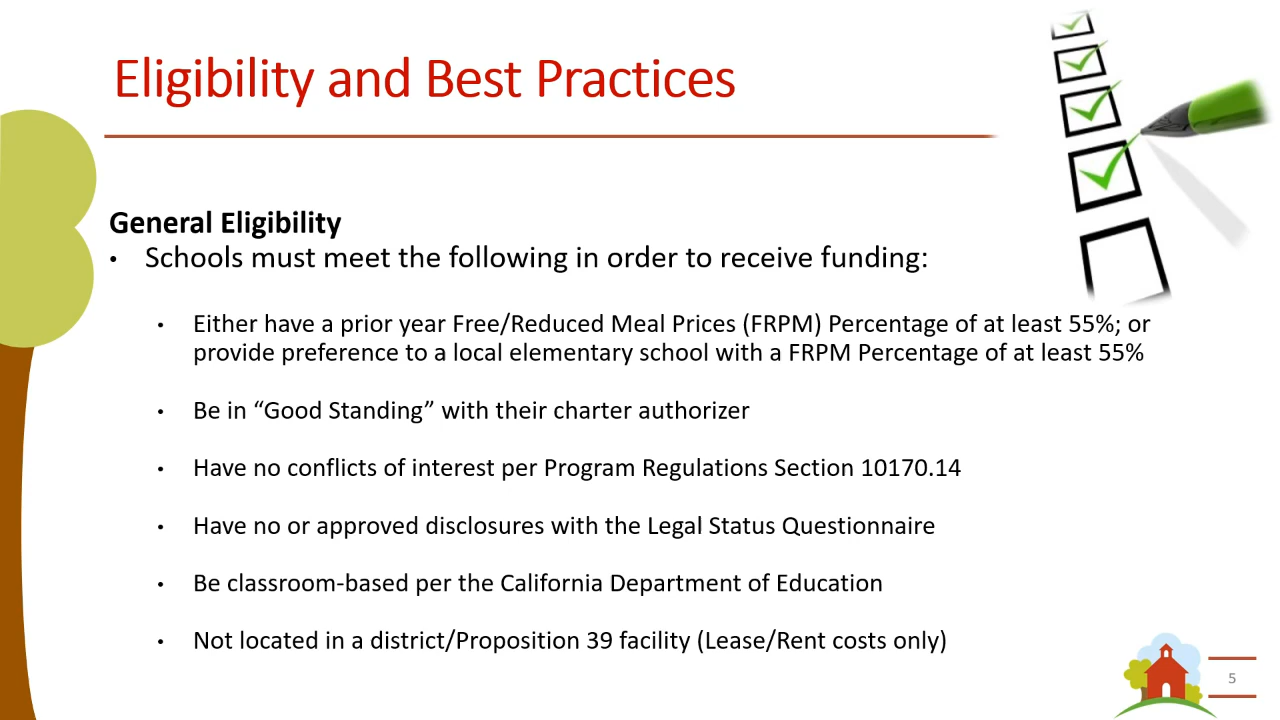 Eligibility and Best Practices
General Eligibility
• Schools must meet the following in order to receive funding:
• Either have a prior year Free/Reduced Meal Prices (FRPM) Percentage of at least 55%; or
provide preference to a local elementary school with a FRPM Percentage of at least 55%
• Be in “Good Standing” with their charter authorizer
• Have no conflicts of interest per Program Regulations Section 10170.14
• Have no or approved disclosures with the Legal Status Questionnaire
• Be classroom-based per the California Department of Education
• Not located in a district/Proposition 39 facility (Lease/Rent costs only)
5